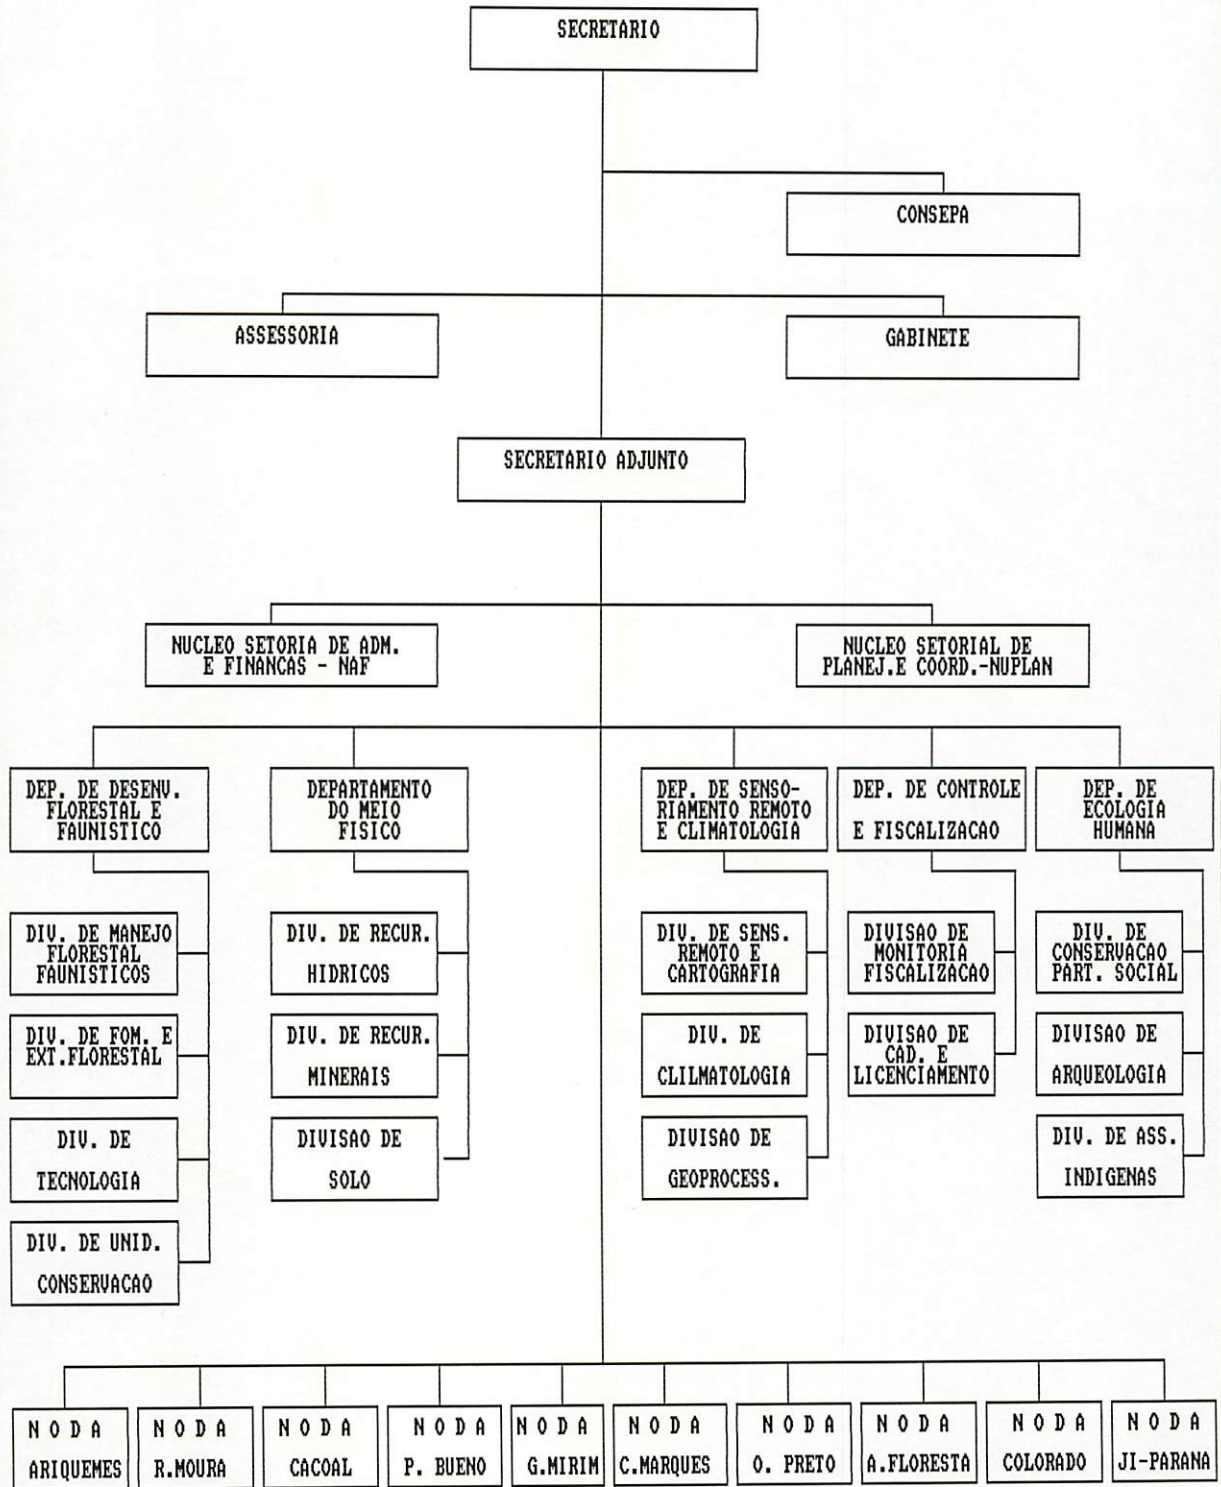 SECRETARIO
CONSEPA
ASSESSORIA
GABINETE
SECRETARIO ADJUNTO
NUCLEO SETORIA DE ADM.
E FINANCAS - NAF
NUCLEO SETORIAL DE
PLANEJ.E COORD.-NUPLAN
DEP. DE DESENV.
FLORESTAL E
FAUNISTICO
DEPARTAMENTO
DO MEIO
FISICO
DEP. DE SENSO-
RIAMENTO REMOTO
E CLIMATOLOGIA
DEP. DE CONTROLE
E FISCALIZACAO
DEP. DE
ECOLOGIA
HUMANA
DIV. DE MANEJO
FLORESTAL
FAUNISTICOS
DIV. DE RECUR.
HIDRICOS
DIV. DE SENS.
REMOTO E
CARTOGRAFIA
DIVISAO DE
MONITORIA
FISCALIZACAO
DIV. DE
CONSERVACAO
PART. SOCIAL
DIV. DE FOM. E
EXT.FLORESTAL
DIV. DE RECUR.
MINERAIS
DIV. DE
CLILMATOLOGIA
DIVISAO DE
CAD. E
LICENCIAMENTO
DIVISAO DE
ARQUEOLOGIA
DIV. DE
TECNOLOGIA
DIVISAO DE
SOLO
DIVISAO DE
GEOPROCESS.
DIV. DE ASS.
INDIGENAS
DIV. DE UNID.
CONSERVACAO
N O D A
ARIQUEMES
N O D A
R.MOURA
N O D A
CACOAL
N O D A
P. BUENO
N O D A
G.MIRIM
N O D A
C.MARQUES
N O D A
O. PRETO
N O D A
A.FLORESTA
N O D A
COLORADO
N O D A
JI-PARANA